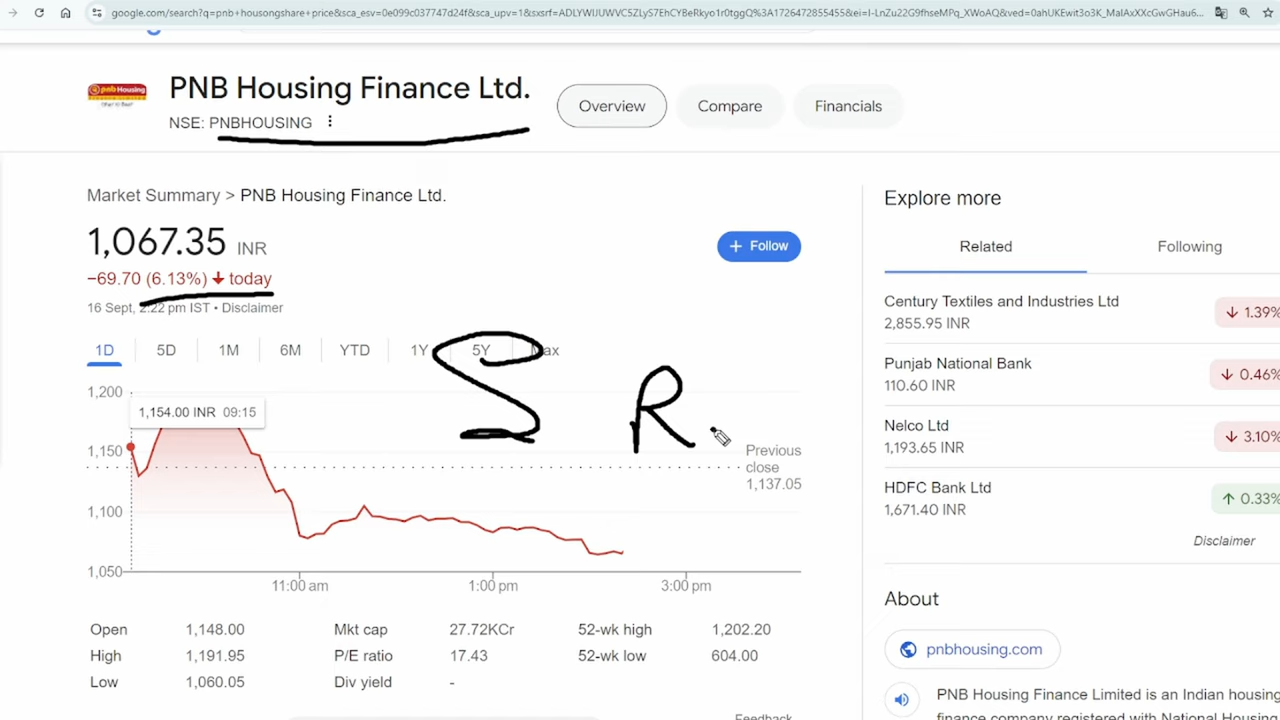 google.com/search?q=pnb+housongshare+price&sca_esv=0e099c037747d24f&sca_upv=1&sxsrf=ADLYWIJUWVC5ZLyS7EhCY8eRkyo1r0tggQ%3A1726472855455&ei=l-LnZu22G9fhseMPq_XWoAQ&ved=0ahUKEwit3o3K_MaIAxXXcGwGHau6...
PNB Housing Finance Ltd.
NSE: PNBHOUSING
Overview
Compare
Financials
Market Summary > PNB Housing Finance Ltd.
1,067.35 INR
+ Follow
−69.70 (6.13%) ↓ today
16 Sept, 2:22 pm IST • Disclaimer
1D 5D 1M 6M YTD 1Y 5Y Max
S R
1,200
1,154.00 INR 09:15
1,150
Previous
close
1,137.05
1,100
1,050
11:00 am 1:00 pm 3:00 pm
Open 1,148.00 Mkt cap 27.72KCr 52-wk high 1,202.20
High 1,191.95 P/E ratio 17.43 52-wk low 604.00
Low 1,060.05 Div yield -
Feedback
Explore more
Related Following
Century Textiles and Industries Ltd
2,855.95 INR
↓ 1.39%
Punjab National Bank
110.60 INR
↓ 0.46%
Nelco Ltd
1,193.65 INR
↓ 3.10%
HDFC Bank Ltd
1,671.40 INR
↑ 0.33%
Disclaimer
About
pnbhousing.com
PNB Housing Finance Limited is an Indian housing
finance company registered with National Housing